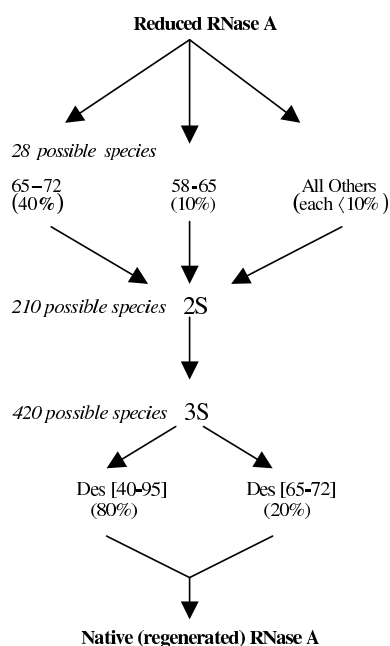 Reduced RNase A
28 possible species
65–72 58-65 All Others
(40%) (10%) (each ⟨10%)
210 possible species 2S
420 possible species 3S
Des [40-95] Des [65-72]
(80%) (20%)
Native (regenerated) RNase A